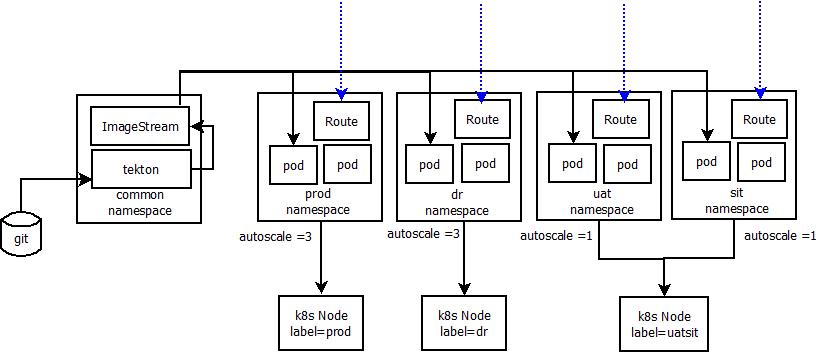 ImageStream
tekton
common
namespace
git
Route
pod
pod
prod
namespace
autoscale =3
Route
pod
pod
dr
namespace
autoscale =3
Route
pod
pod
uat
namespace
autoscale =1
Route
pod
pod
sit
namespace
autoscale =1
k8s Node
label=prod
k8s Node
label=dr
k8s Node
label=uatsit